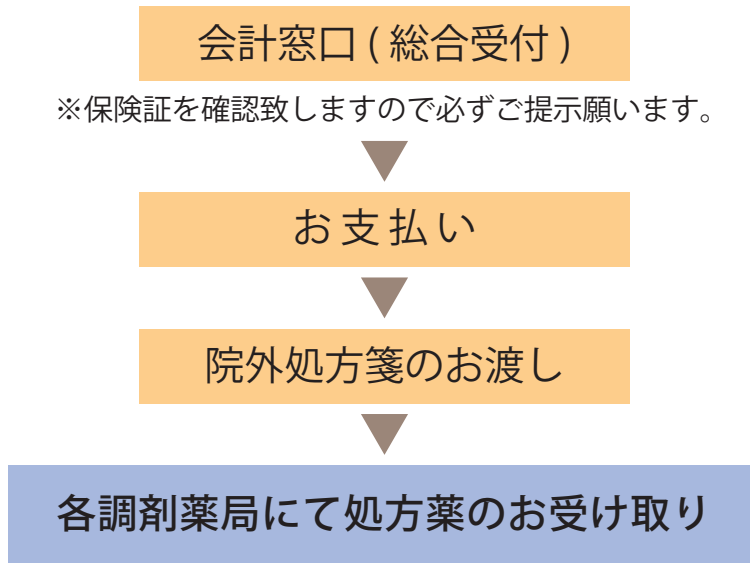 会計窓口 ( 総合受付 )
※保険証を確認致しますので必ずご提示願います。
お支払い
院外処方箋のお渡し
各調剤薬局にて処方薬のお受け取り